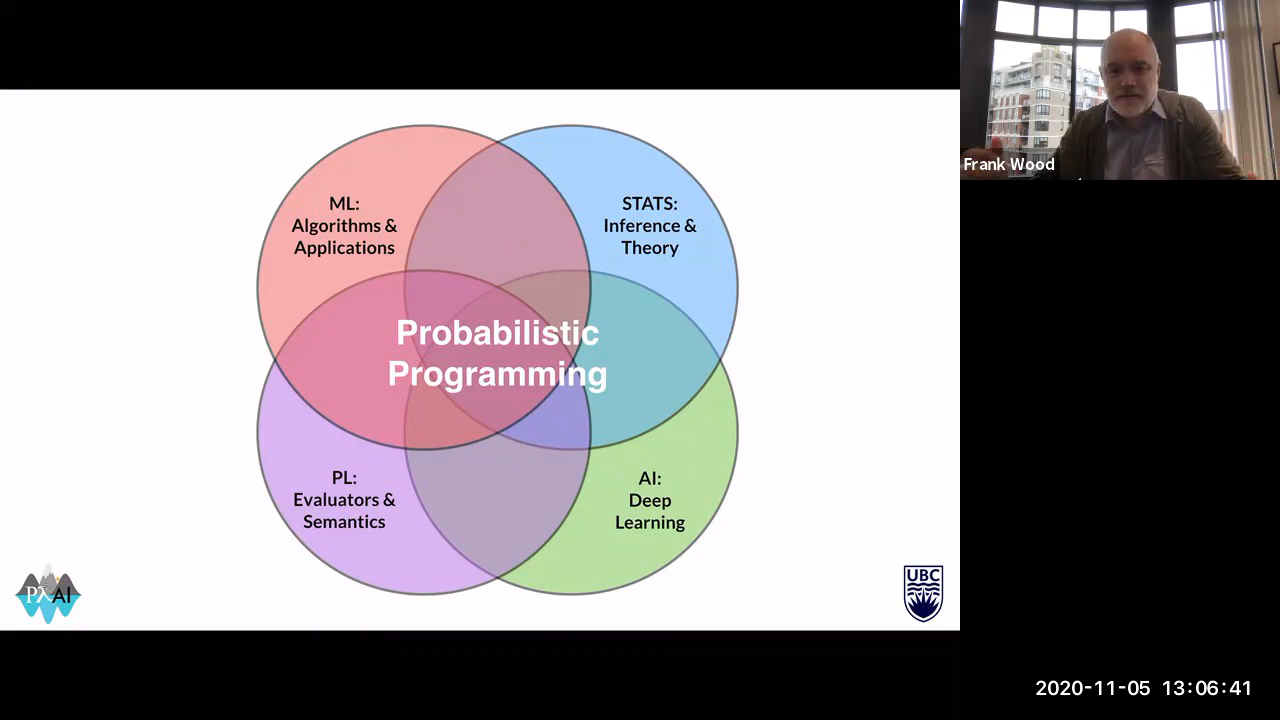 ML:
Algorithms &
Applications
STATS:
Inference &
Theory
Probabilistic
Programming
PL:
Evaluators &
Semantics
AI:
Deep
Learning
PλAI
UBC
Frank Wood
2020-11-05 13:06:41